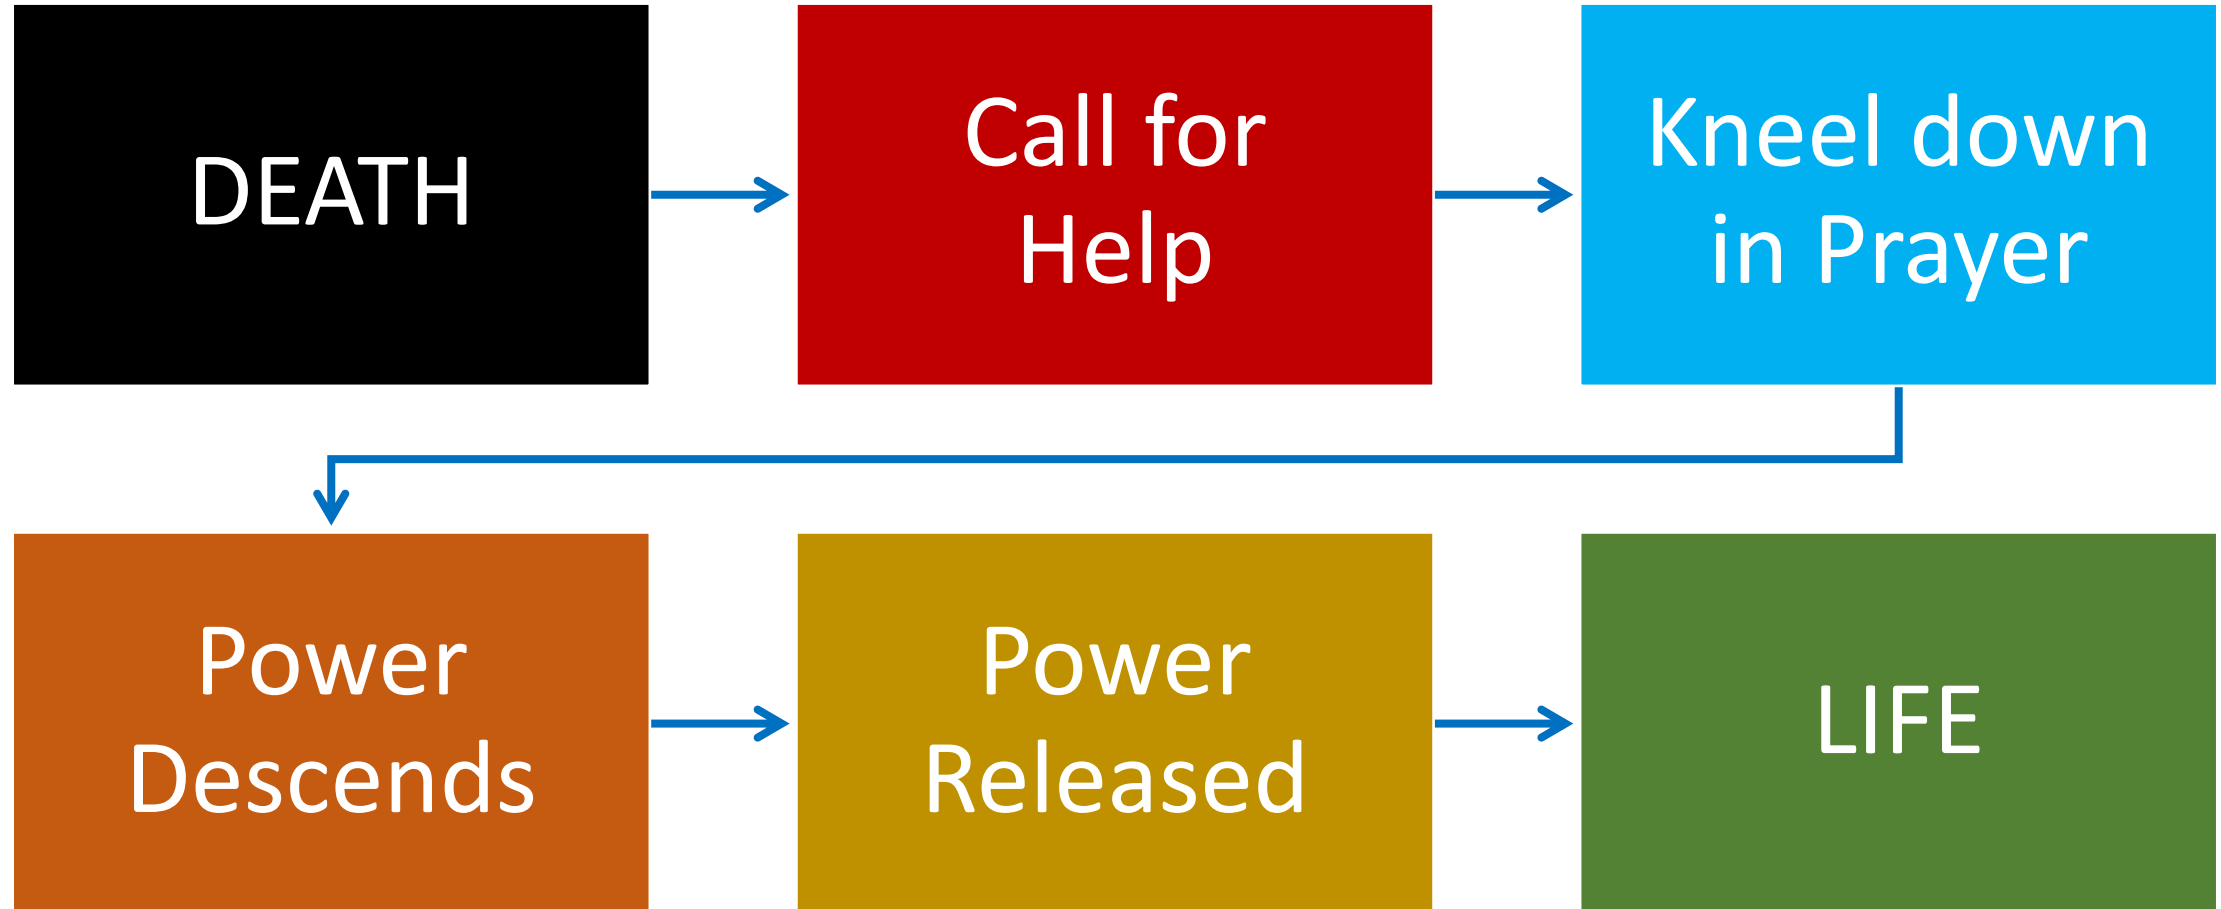 DEATH
Call for
Help
Kneel down
in Prayer
Power
Descends
Power
Released
LIFE